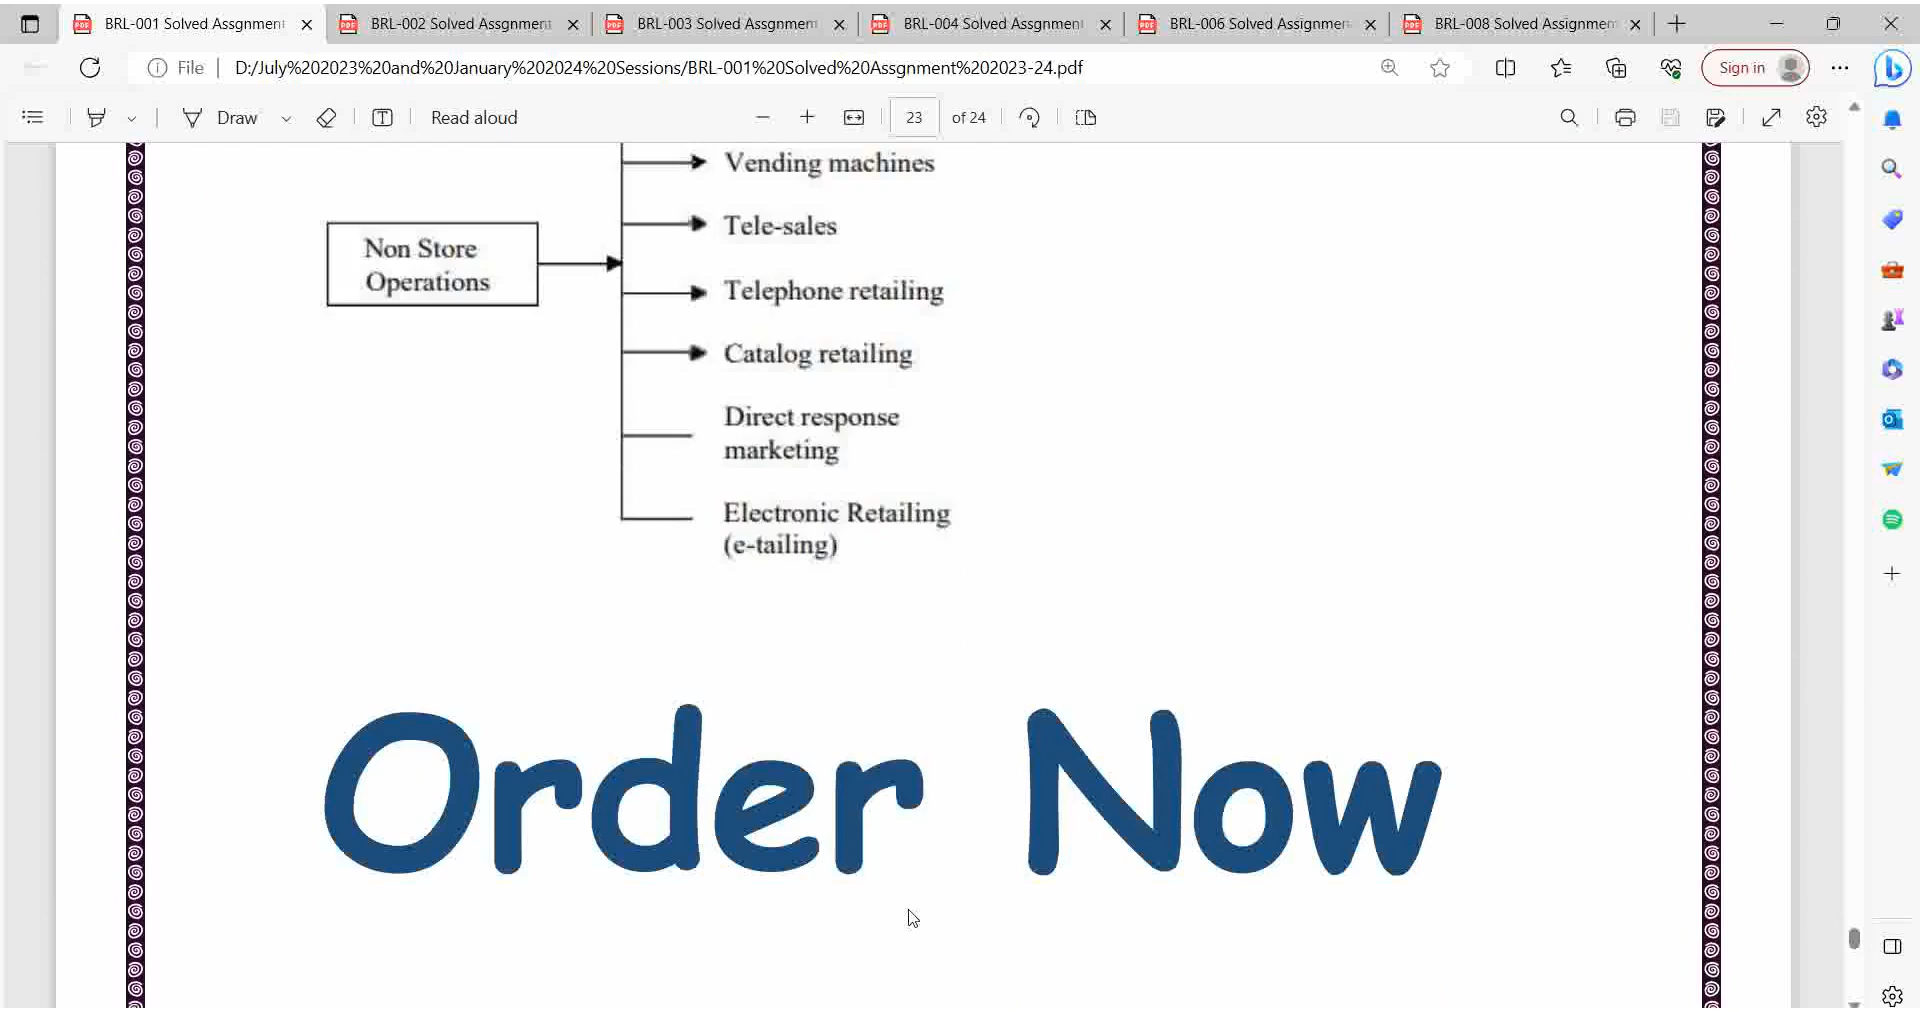 BRL-001 Solved Assgnment
BRL-002 Solved Assgnment
BRL-003 Solved Assgnment
BRL-004 Solved Assgnment
BRL-006 Solved Assignmen
BRL-008 Solved Assignmen
File
D:/July%202023%20and%20January%202024%20Sessions/BRL-001%20Solved%20Assgnment%202023-24.pdf
Sign in
Draw
Read aloud
23 of 24
Vending machines
Tele-sales
Non Store
Operations
Telephone retailing
Catalog retailing
Direct response
marketing
Electronic Retailing
(e-tailing)
Order Now